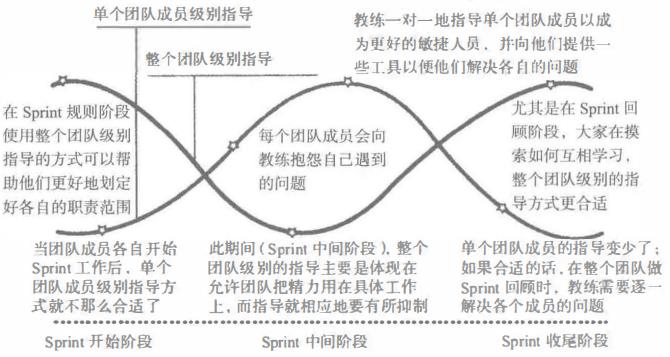 单个团队成员级别指导
整个团队级别指导
教练一对一地指导单个团队成员以成
为更好的敏捷人员，并向他们提供一
些工具以便他们解决各自的问题
在 Sprint 规则阶段
使用整个团队级别
指导的方式可以帮
助他们更好地划定
好各自的职责范围
每个团队成员会向
教练抱怨自己遇到
的问题
尤其是在 Sprint 回
顾阶段，大家在摸
索如何互相学习，
整个团队级别的指
导方式更合适
当团队成员各自开始
Sprint 工作后，单个
团队成员级别指导方
式就不那么合适了
此期间（Sprint 中间阶段），整个
团队级别的指导主要是体现在
允许团队把精力用在具体工作
上，而指导就相应地要有所抑制
单个团队成员的指导变少了；
如果合适的话，在整个团队做
Sprint 回顾时，教练需要逐一
解决各个成员的问题
Sprint 开始阶段
Sprint 中间阶段
Sprint 收尾阶段